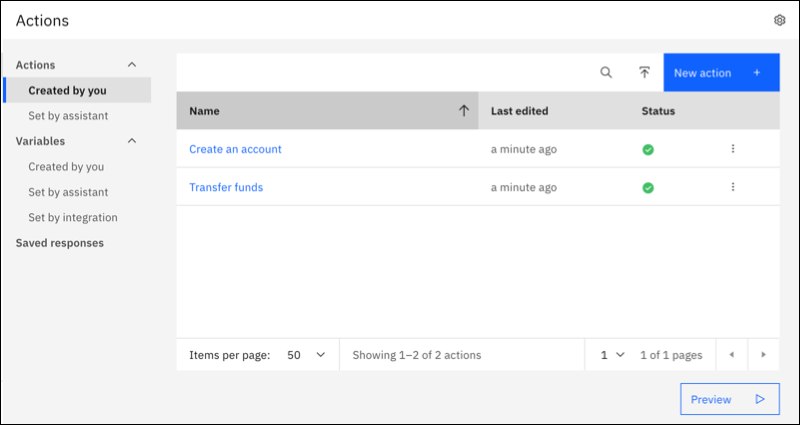 Actions
Actions
Created by you
Set by assistant
Variables
Created by you
Set by assistant
Set by integration
Saved responses
New action +
Name Last edited Status
Create an account a minute ago
Transfer funds a minute ago
Items per page: 50 Showing 1–2 of 2 actions 1 1 of 1 pages
Preview